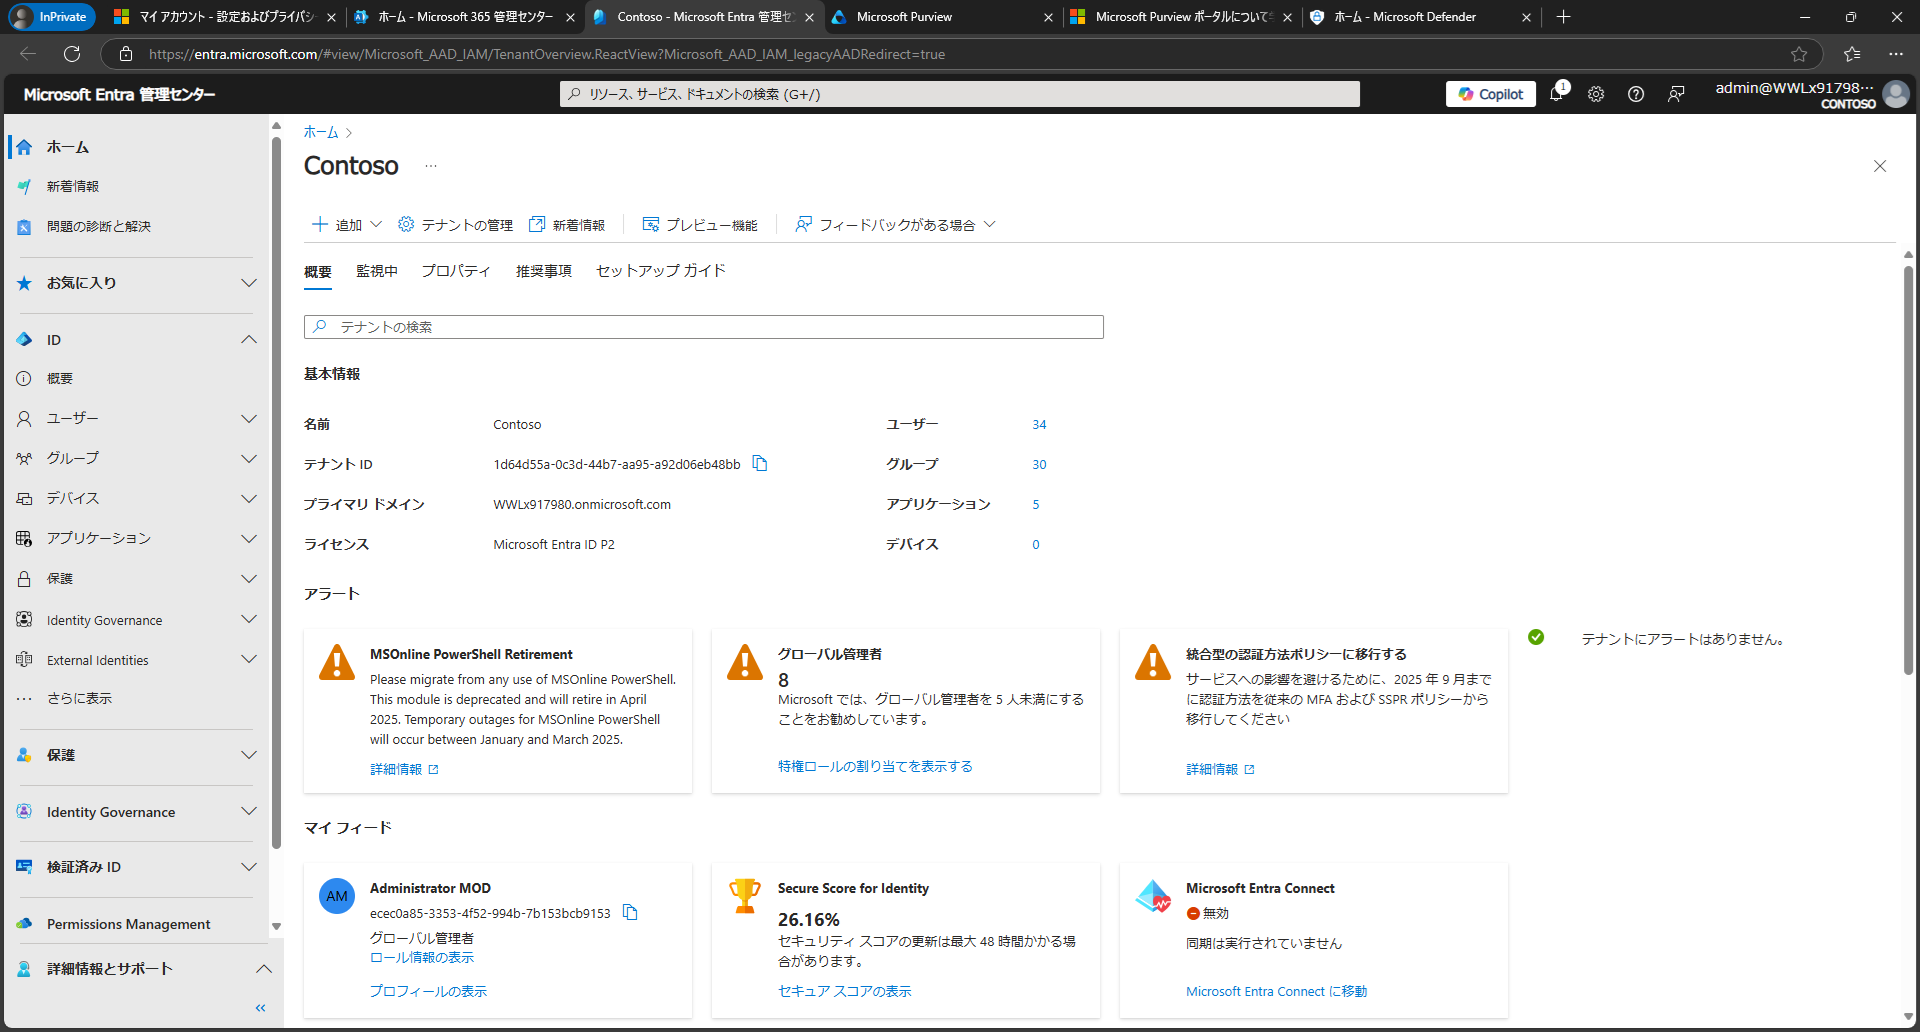 InPrivate
マイ アカウント - 設定およびプライバシ
ホーム - Microsoft 365 管理センター
Contoso - Microsoft Entra 管理セ
Microsoft Purview
Microsoft Purview ポータルについて
ホーム - Microsoft Defender
https://entra.microsoft.com/#view/Microsoft_AAD_IAM/TenantOverview.ReactView?Microsoft_AAD_IAM_legacyAADRedirect=true
Microsoft Entra 管理センター
リソース、サービス、ドキュメントの検索 (G+/)
Copilot
1
admin@WWLx91798…
CONTOSO
ホーム
新着情報
問題の診断と解決
お気に入り
ID
概要
ユーザー
グループ
デバイス
アプリケーション
保護
Identity Governance
External Identities
さらに表示
保護
Identity Governance
検証済み ID
Permissions Management
詳細情報とサポート
ホーム
Contoso
追加
テナントの管理
新着情報
プレビュー機能
フィードバックがある場合
概要
監視中
プロパティ
推奨事項
セットアップ ガイド
テナントの検索
基本情報
名前 Contoso ユーザー 34
テナント ID 1d64d55a-0c3d-44b7-aa95-a92d06eb48bb グループ 30
プライマリ ドメイン WWLx917980.onmicrosoft.com アプリケーション 5
ライセンス Microsoft Entra ID P2 デバイス 0
アラート
MSOnline PowerShell Retirement
Please migrate from any use of MSOnline PowerShell.
This module is deprecated and will retire in April
2025. Temporary outages for MSOnline PowerShell
will occur between January and March 2025.
詳細情報
グローバル管理者
8
Microsoft では、グローバル管理者を 5 人未満にする
ことをお勧めしています。
特権ロールの割り当てを表示する
統合型の認証方法ポリシーに移行する
サービスへの影響を避けるために、2025 年 9 月まで
に認証方法を従来の MFA および SSPR ポリシーから
移行してください
詳細情報
テナントにアラートはありません。
マイ フィード
AM
Administrator MOD
ecec0a85-3353-4f52-994b-7b153bcb9153
グローバル管理者
ロール情報の表示
プロフィールの表示
Secure Score for Identity
26.16%
セキュリティ スコアの更新は最大 48 時間かかる場
合があります。
セキュア スコアの表示
Microsoft Entra Connect
無効
同期は実行されていません
Microsoft Entra Connect に移動